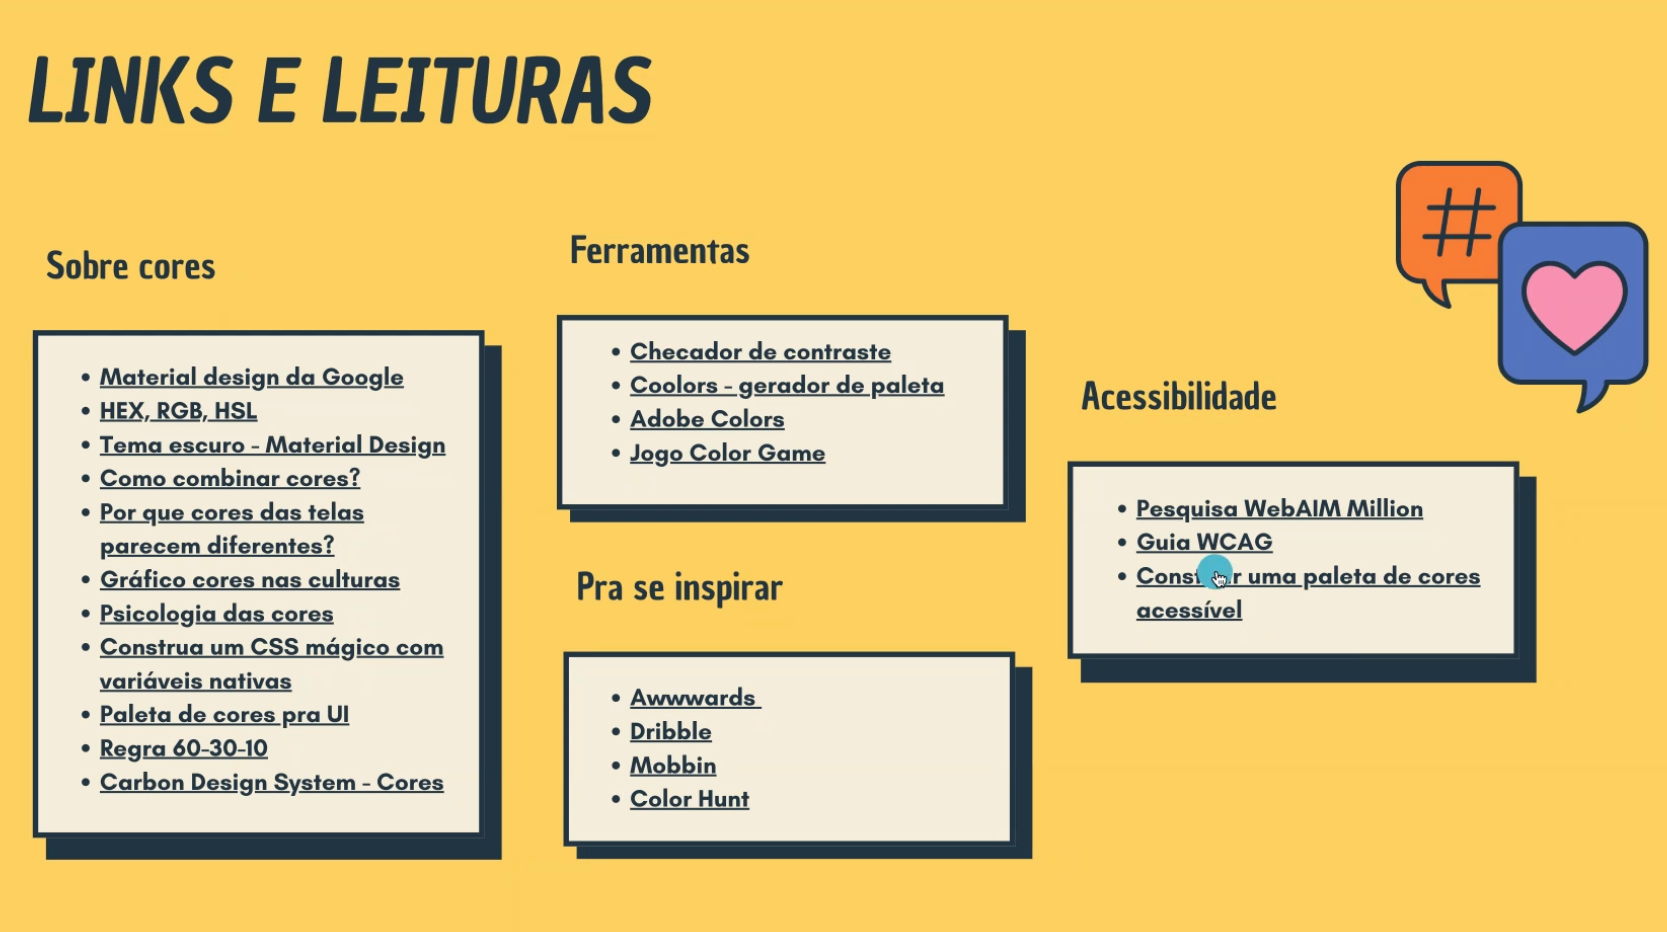 LINKS E LEITURAS
Sobre cores
• Material design da Google
• HEX, RGB, HSL
• Tema escuro - Material Design
• Como combinar cores?
• Por que cores das telas
parecem diferentes?
• Gráfico cores nas culturas
• Psicologia das cores
• Construa um CSS mágico com
variáveis nativas
• Paleta de cores pra UI
• Regra 60-30-10
• Carbon Design System - Cores
Ferramentas
• Checador de contraste
• Coolors - gerador de paleta
• Adobe Colors
• Jogo Color Game
Pra se inspirar
• Awwwards
• Dribble
• Mobbin
• Color Hunt
Acessibilidade
• Pesquisa WebAIM Million
• Guia WCAG
• uma paleta de cores
acessível
#